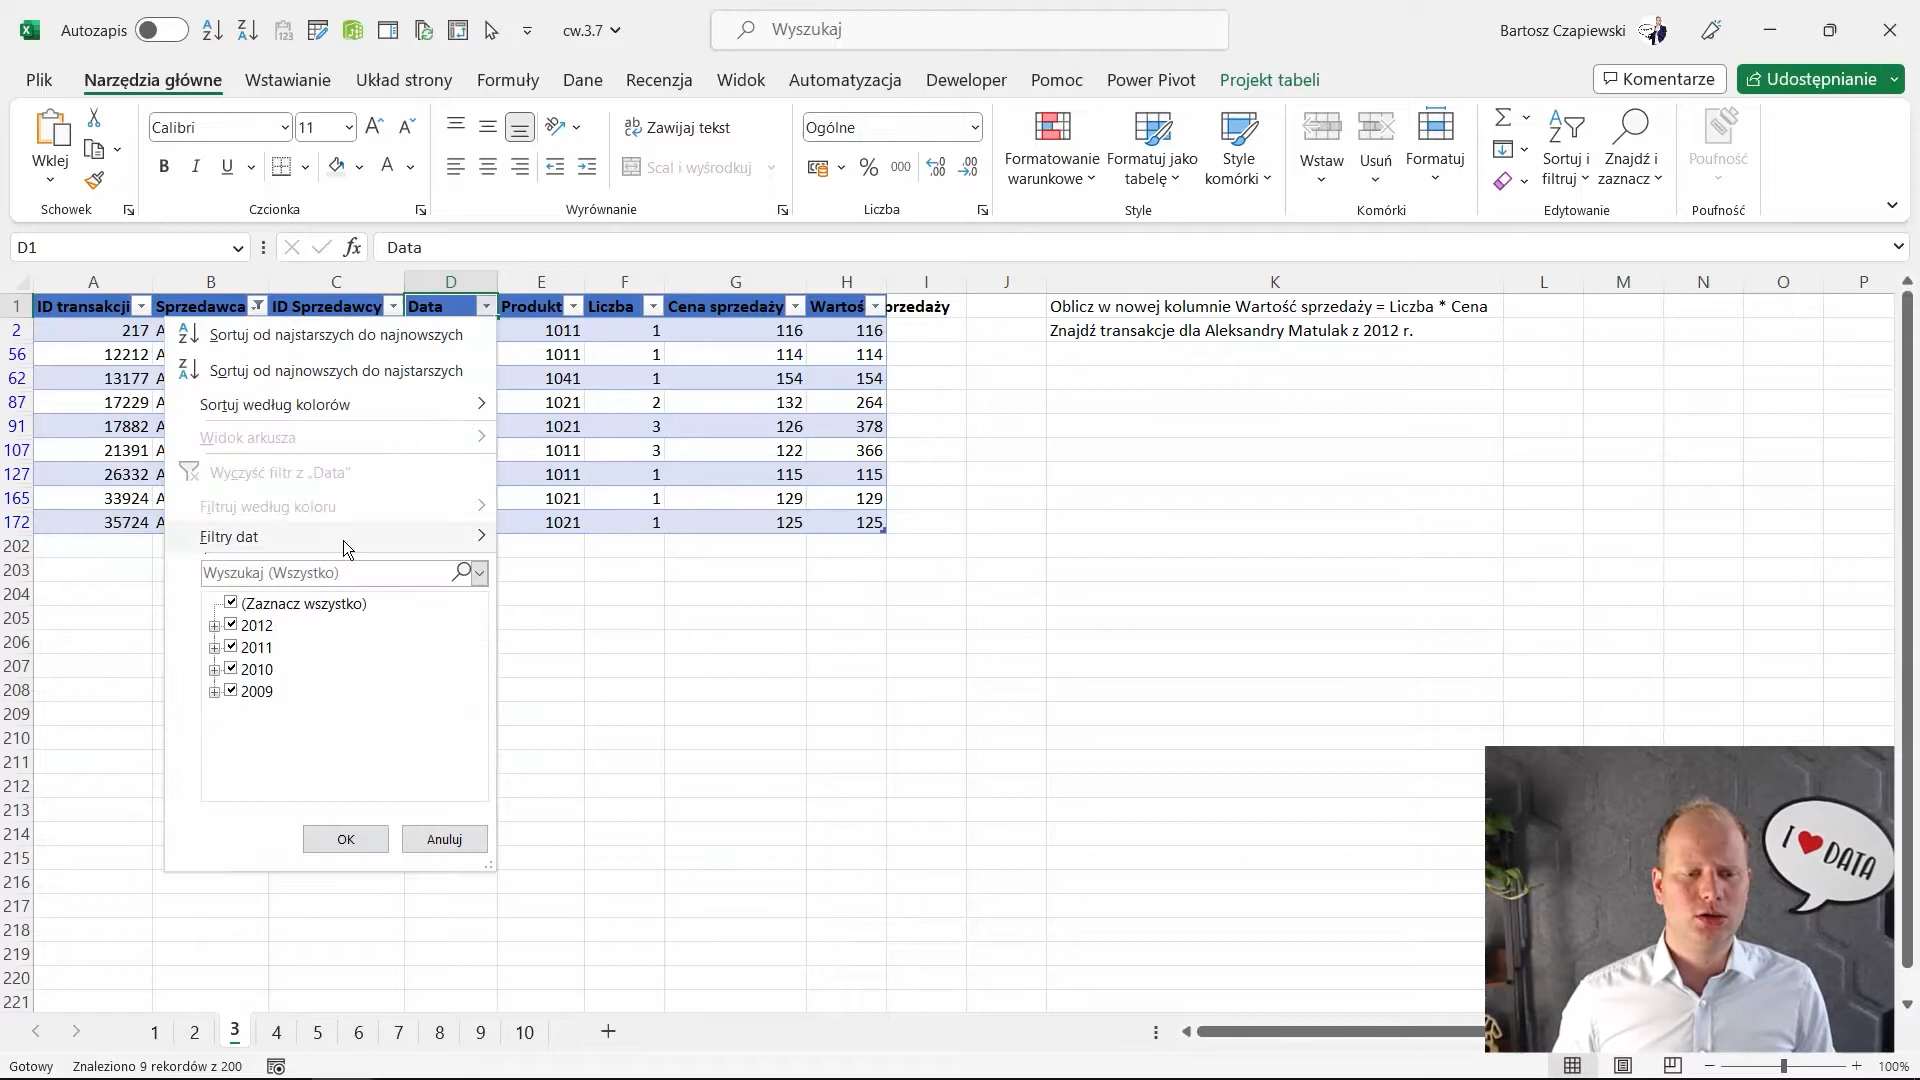 Autozapis
cw.3.7
Wyszukaj
Bartosz Czapiewski
Plik Narzędzia główne Wstawianie Układ strony Formuły Dane Recenzja Widok Automatyzacja Deweloper Pomoc Power Pivot Projekt tabeli
Komentarze
Udostępnianie
Wklej
Schowek
Calibri
11
B I U
Czcionka
Zawijaj tekst
Scal i wyśrodkuj
Wyrównanie
Ogólne
% 000
Liczba
Formatowanie warunkowe
Formatuj jako tabelę
Style komórki
Style
Wstaw
Usuń
Formatuj
Komórki
Sortuj i filtruj
Znajdź i zaznacz
Edytowanie
Poufność
Poufność
D1
fx
Data
A B C D E F G H I J K L M N O P
1 ID transakcji Sprzedawca ID Sprzedawcy Data Produkt Liczba Cena sprzedaży Wartoś przedaży Oblicz w nowej kolumnie Wartość sprzedaży = Liczba * Cena
2 217 A 1011 1 116 116 Znajdź transakcje dla Aleksandry Matulak z 2012 r.
56 12212 A 1011 1 114 114
62 13177 A 1041 1 154 154
87 17229 A 1021 2 132 264
91 17882 A 1021 3 126 378
107 21391 A 1011 3 122 366
127 26332 A 1011 1 115 115
165 33924 A 1021 1 129 129
172 35724 A 1021 1 125 125
202
203
204
205
206
207
208
209
210
211
212
213
214
215
216
217
218
219
220
221
Sortuj od najstarszych do najnowszych
Sortuj od najnowszych do najstarszych
Sortuj według kolorów
Widok arkusza
Wyczyść filtr z „Data”
Filtruj według koloru
Filtry dat
Wyszukaj (Wszystko)
(Zaznacz wszystko)
2012
2011
2010
2009
OK
Anuluj
I ❤ DATA
1 2 3 4 5 6 7 8 9 10
Gotowy
Znaleziono 9 rekordów z 200
100%